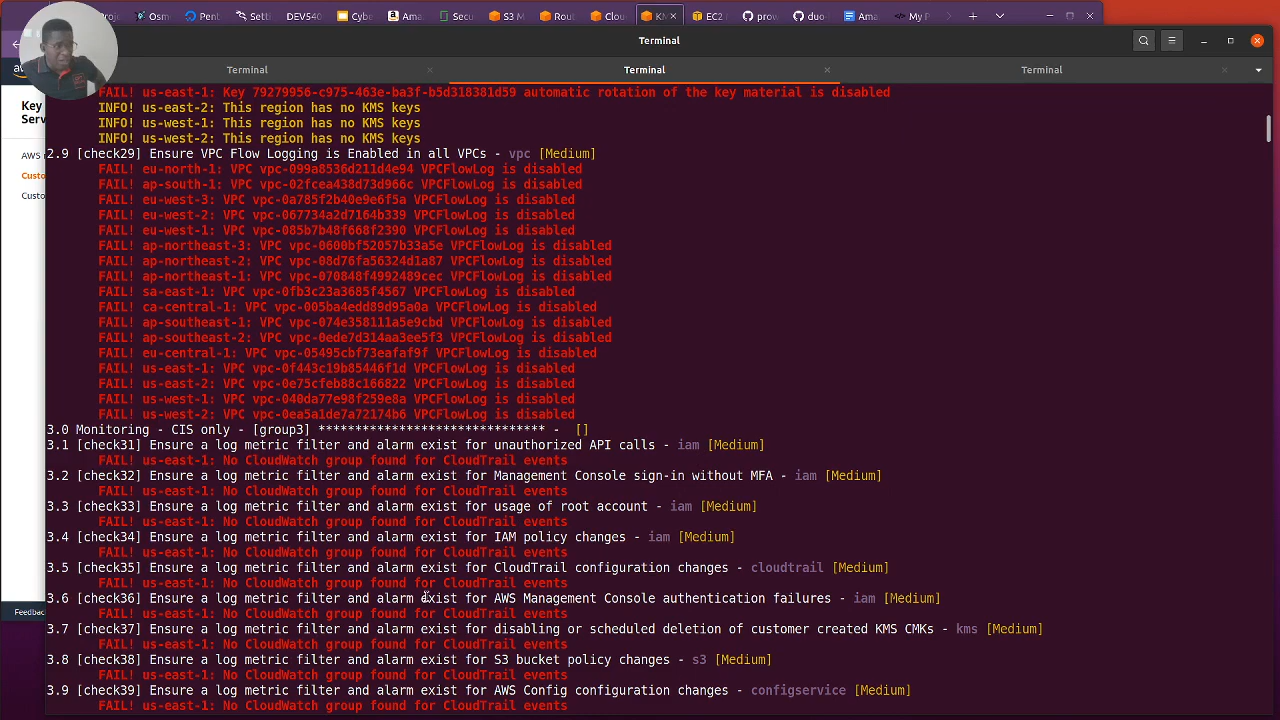 Osm
Pent
Setti
DEV540
Cybe
Amaz
Secu
S3 M
Rout
Clou
KM
EC2
prow
duo
Ama
My P
Terminal
Terminal
Terminal
Terminal
aw
Key
Serv
AWS m
Custo
Custo
Feedback
FAIL! us-east-1: Key 79279956-c975-463e-ba3f-b5d318381d59 automatic rotation of the key material is disabled
INFO! us-east-2: This region has no KMS keys
INFO! us-west-1: This region has no KMS keys
INFO! us-west-2: This region has no KMS keys
2.9 [check29] Ensure VPC Flow Logging is Enabled in all VPCs - vpc [Medium]
FAIL! eu-north-1: VPC vpc-099a8536d211d4e94 VPCFlowLog is disabled
FAIL! ap-south-1: VPC vpc-02fcea438d73d966c VPCFlowLog is disabled
FAIL! eu-west-3: VPC vpc-0a785f2b40e9e6f5a VPCFlowLog is disabled
FAIL! eu-west-2: VPC vpc-067734a2d7164b339 VPCFlowLog is disabled
FAIL! eu-west-1: VPC vpc-085b7b48f668f2390 VPCFlowLog is disabled
FAIL! ap-northeast-3: VPC vpc-0600bf52057b33a5e VPCFlowLog is disabled
FAIL! ap-northeast-2: VPC vpc-08d76fa56324d1a87 VPCFlowLog is disabled
FAIL! ap-northeast-1: VPC vpc-070848f4992489cec VPCFlowLog is disabled
FAIL! sa-east-1: VPC vpc-0fb3c23a3685f4567 VPCFlowLog is disabled
FAIL! ca-central-1: VPC vpc-005ba4edd89d95a0a VPCFlowLog is disabled
FAIL! ap-southeast-1: VPC vpc-074e358111a5e9cbd VPCFlowLog is disabled
FAIL! ap-southeast-2: VPC vpc-0ede7d314aa3ee5f3 VPCFlowLog is disabled
FAIL! eu-central-1: VPC vpc-05495cbf73eafaf9f VPCFlowLog is disabled
FAIL! us-east-1: VPC vpc-0f443c19b85446f1d VPCFlowLog is disabled
FAIL! us-east-2: VPC vpc-0e75cfeb88c166822 VPCFlowLog is disabled
FAIL! us-west-1: VPC vpc-040da77e98f259e8a VPCFlowLog is disabled
FAIL! us-west-2: VPC vpc-0ea5a1de7a72174b6 VPCFlowLog is disabled
3.0 Monitoring - CIS only - [group3] ******************************* - []
3.1 [check31] Ensure a log metric filter and alarm exist for unauthorized API calls - iam [Medium]
FAIL! us-east-1: No CloudWatch group found for CloudTrail events
3.2 [check32] Ensure a log metric filter and alarm exist for Management Console sign-in without MFA - iam [Medium]
FAIL! us-east-1: No CloudWatch group found for CloudTrail events
3.3 [check33] Ensure a log metric filter and alarm exist for usage of root account - iam [Medium]
FAIL! us-east-1: No CloudWatch group found for CloudTrail events
3.4 [check34] Ensure a log metric filter and alarm exist for IAM policy changes - iam [Medium]
FAIL! us-east-1: No CloudWatch group found for CloudTrail events
3.5 [check35] Ensure a log metric filter and alarm exist for CloudTrail configuration changes - cloudtrail [Medium]
FAIL! us-east-1: No CloudWatch group found for CloudTrail events
3.6 [check36] Ensure a log metric filter and alarm exist for AWS Management Console authentication failures - iam [Medium]
FAIL! us-east-1: No CloudWatch group found for CloudTrail events
3.7 [check37] Ensure a log metric filter and alarm exist for disabling or scheduled deletion of customer created KMS CMKs - kms [Medium]
FAIL! us-east-1: No CloudWatch group found for CloudTrail events
3.8 [check38] Ensure a log metric filter and alarm exist for S3 bucket policy changes - s3 [Medium]
FAIL! us-east-1: No CloudWatch group found for CloudTrail events
3.9 [check39] Ensure a log metric filter and alarm exist for AWS Config configuration changes - configservice [Medium]
FAIL! us-east-1: No CloudWatch group found for CloudTrail events